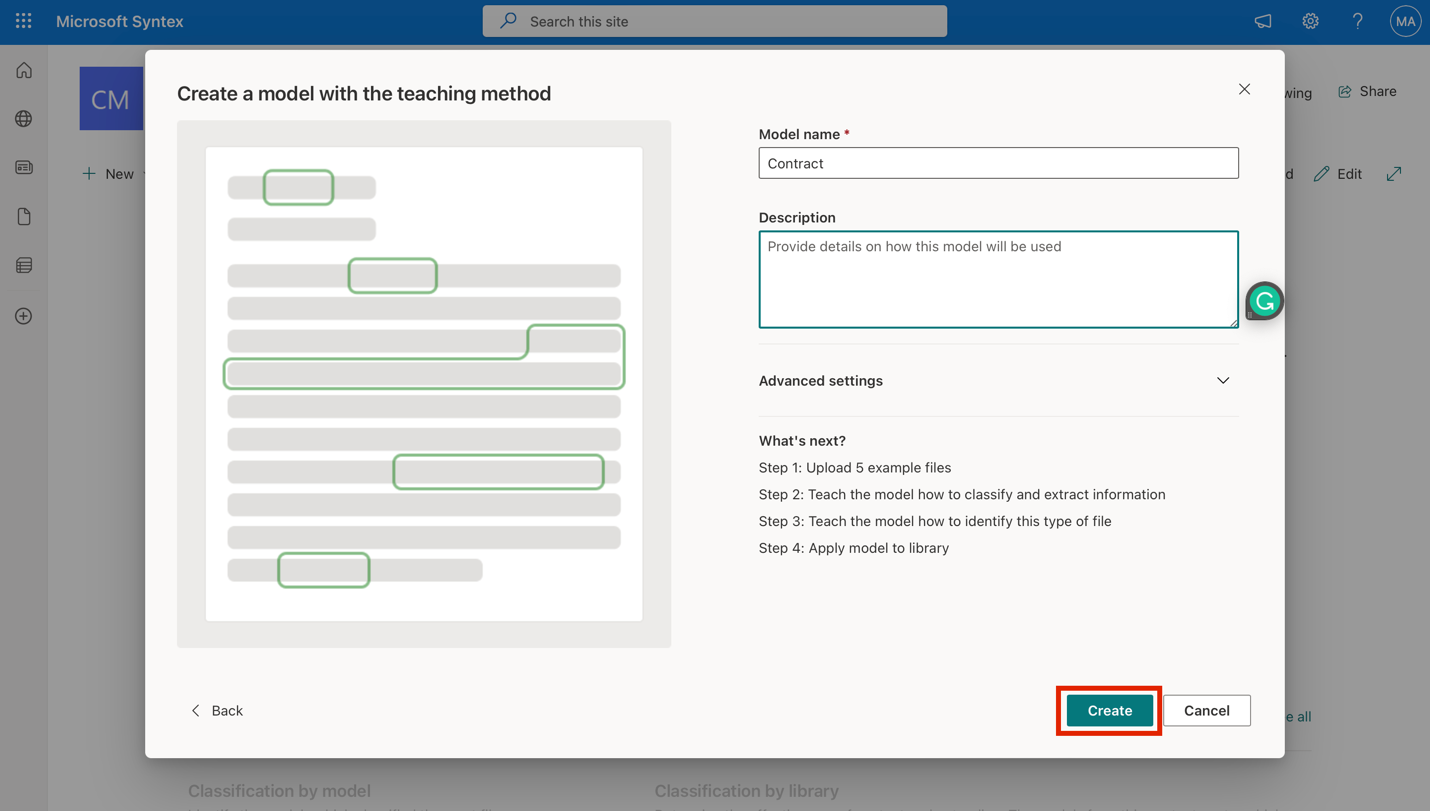 Microsoft Syntex
Search this site
MA
CM
wing
Share
New
d
Edit
Create a model with the teaching method
Model name *
Contract
Description
Provide details on how this model will be used
Advanced settings
What's next?
Step 1: Upload 5 example files
Step 2: Teach the model how to classify and extract information
Step 3: Teach the model how to identify this type of file
Step 4: Apply model to library
Back
Create
Cancel
e all
Classification by model
Classification by library